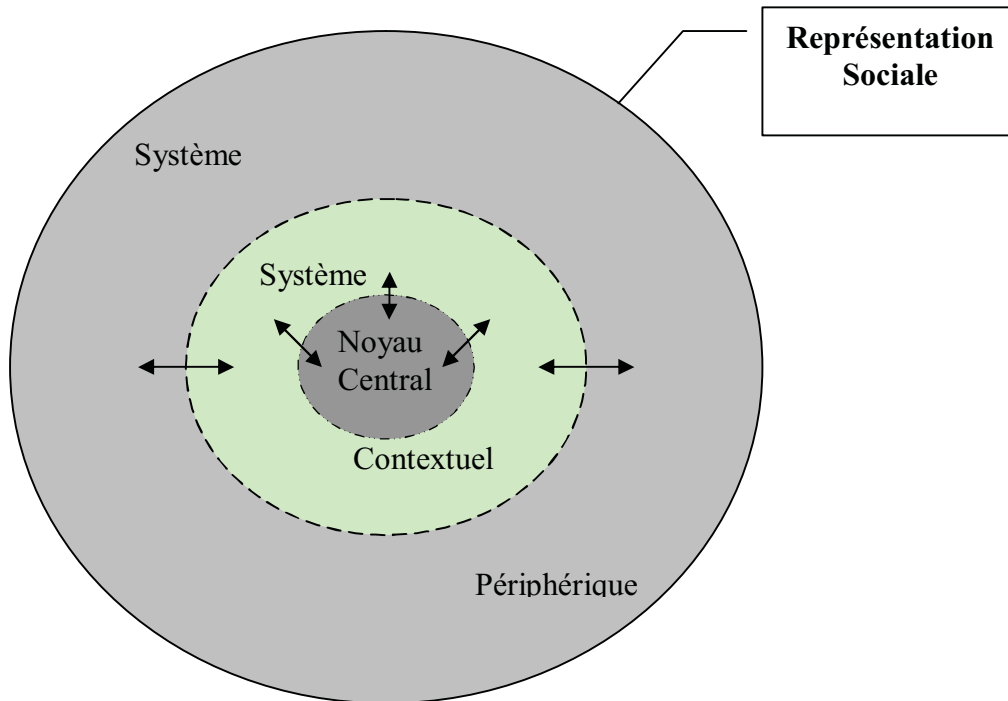 Représentation
Sociale
Système
Système
Noyau
Central
Contextuel
Périphérique